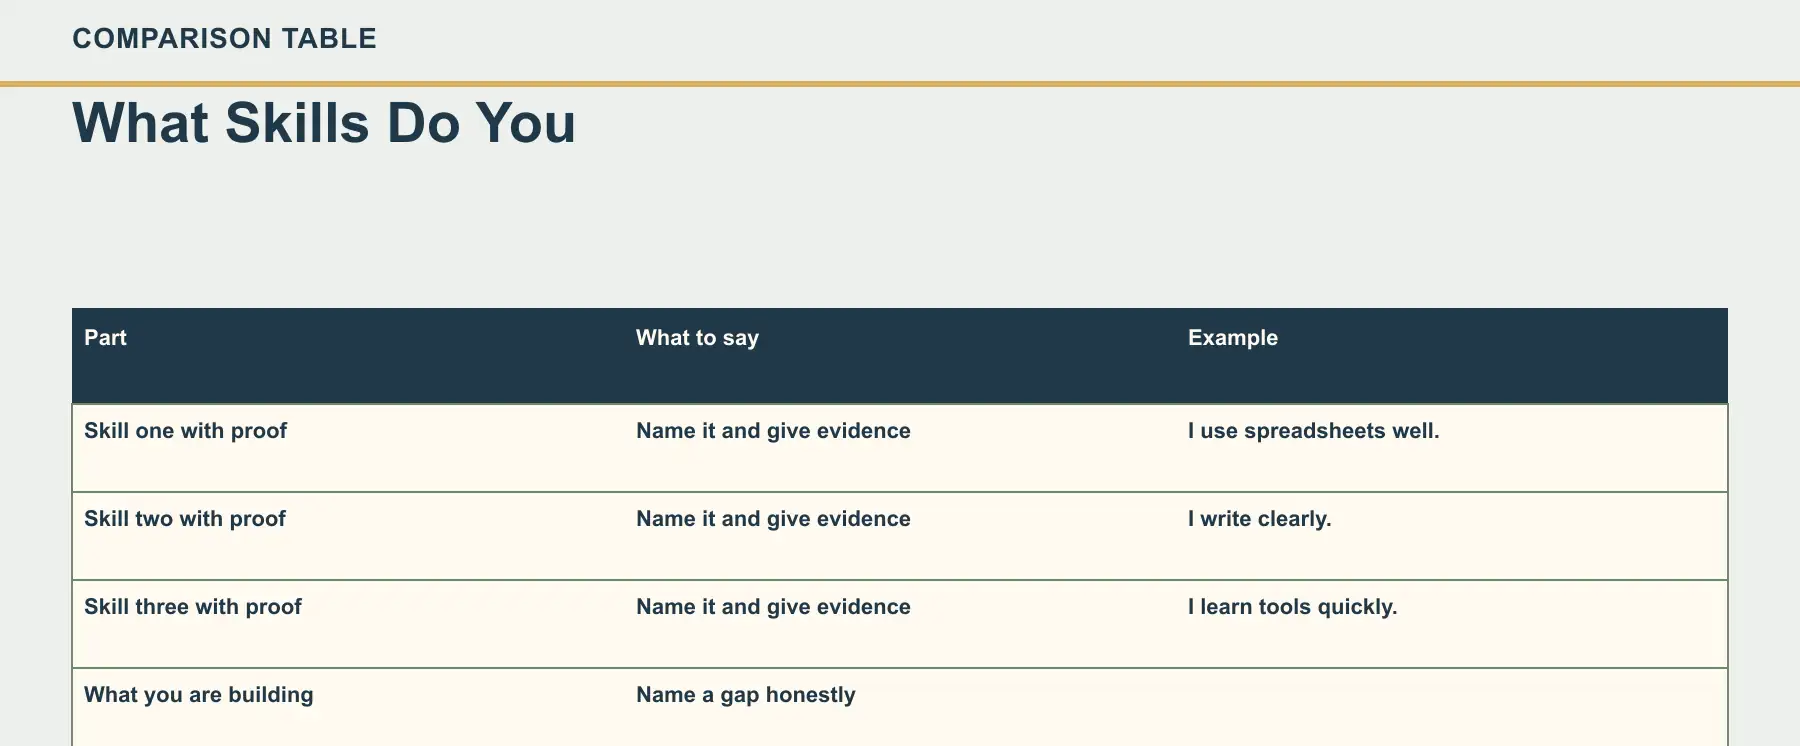 COMPARISON TABLE
What Skills Do You
Part What to say Example
Skill one with proof Name it and give evidence I use spreadsheets well.
Skill two with proof Name it and give evidence I write clearly.
Skill three with proof Name it and give evidence I learn tools quickly.
What you are building Name a gap honestly